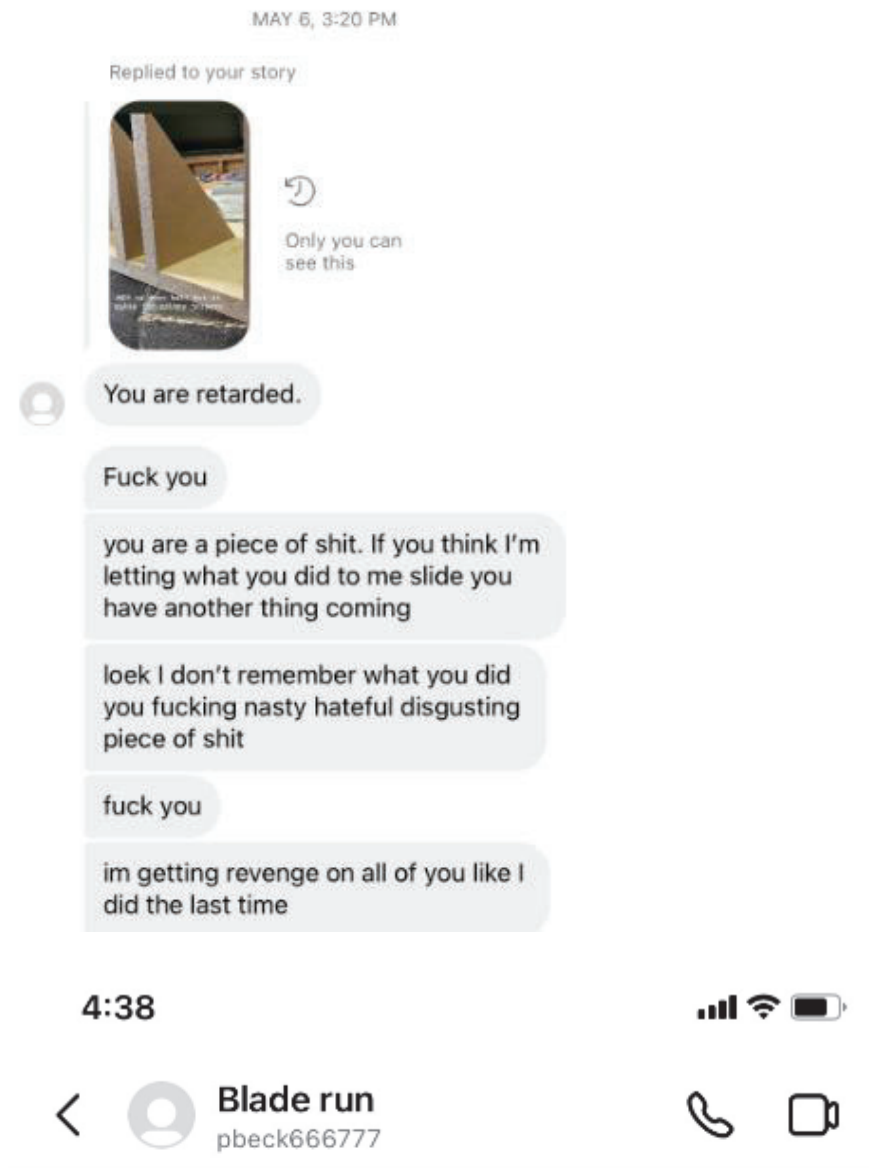 MAY 6, 3:20 PM
Replied to your story
Only you can
see this
You are retarded.
Fuck you
you are a piece of shit. If you think I'm
letting what you did to me slide you
have another thing coming
loek I don't remember what you did
you fucking nasty hateful disgusting
piece of shit
fuck you
im getting revenge on all of you like I
did the last time
4:38
Blade run
pbeck666777